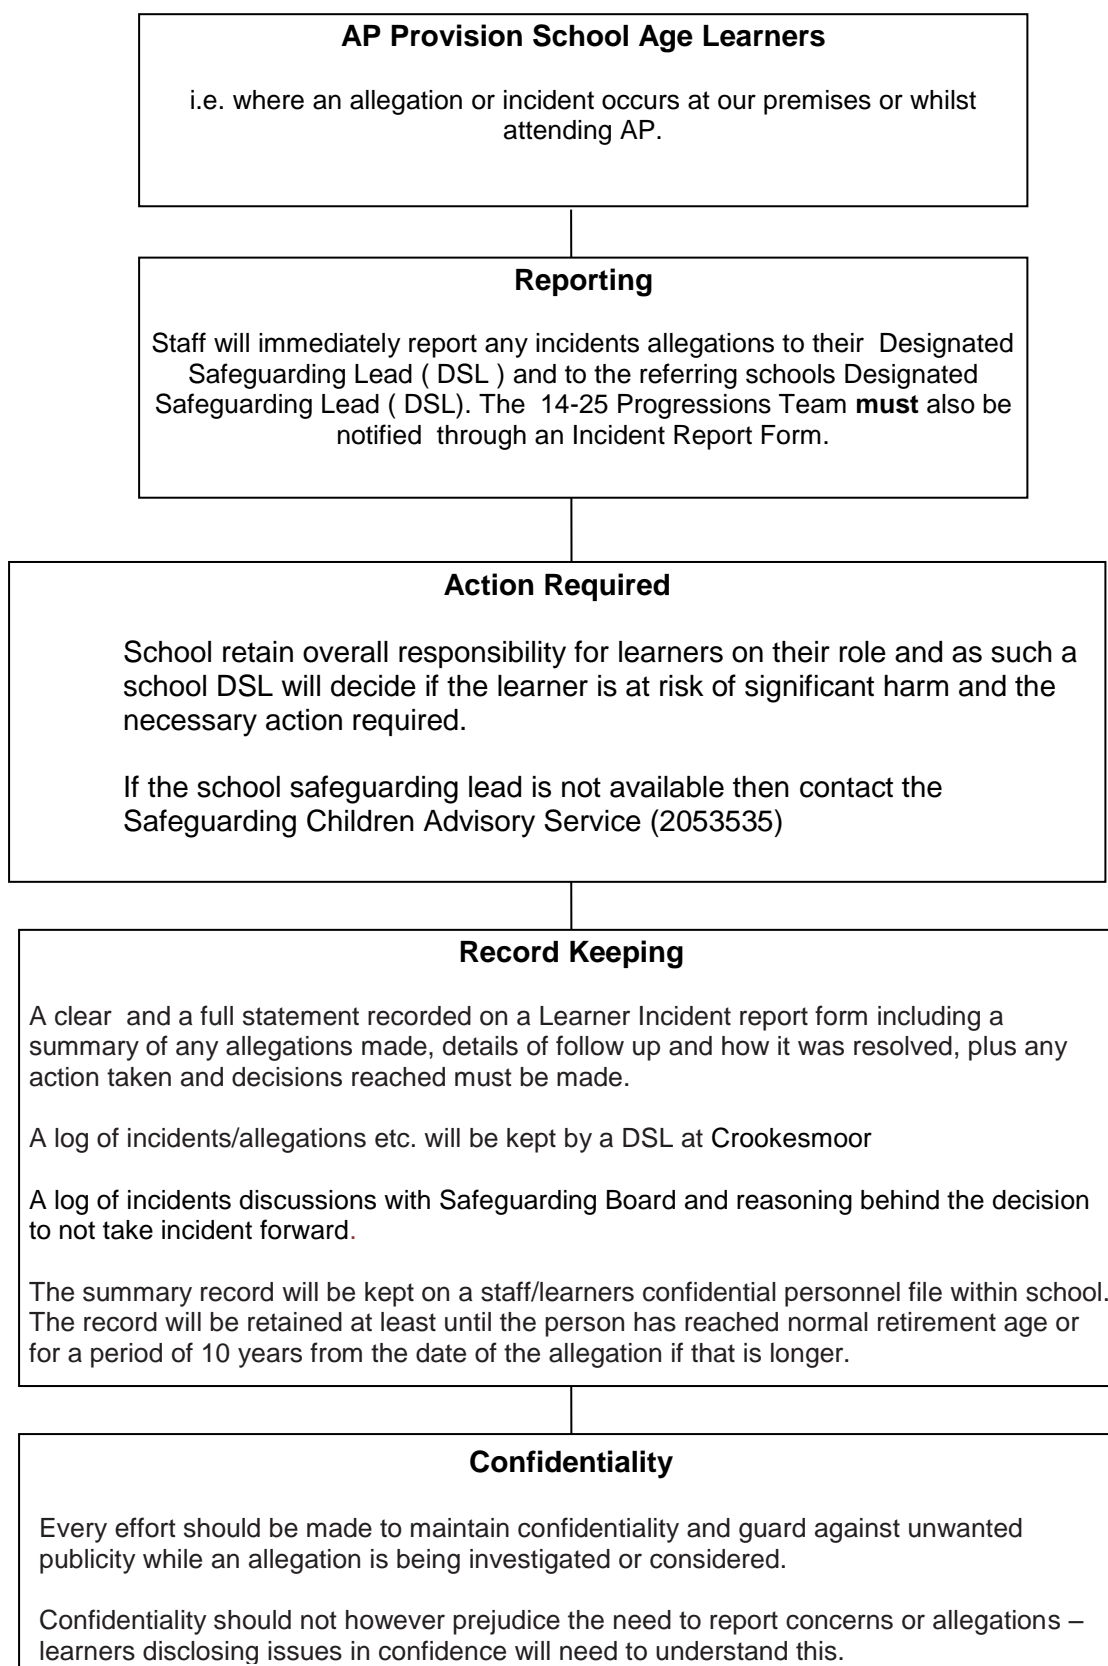 AP Provision School Age Learners
i.e. where an allegation or incident occurs at our premises or whilst
attending AP.
Reporting
Staff will immediately report any incidents allegations to their Designated
Safeguarding Lead ( DSL ) and to the referring schools Designated
Safeguarding Lead ( DSL). The 14-25 Progressions Team must also be
notified through an Incident Report Form.
Action Required
School retain overall responsibility for learners on their role and as such a
school DSL will decide if the learner is at risk of significant harm and the
necessary action required.
If the school safeguarding lead is not available then contact the
Safeguarding Children Advisory Service (2053535)
Record Keeping
A clear and a full statement recorded on a Learner Incident report form including a
summary of any allegations made, details of follow up and how it was resolved, plus any
action taken and decisions reached must be made.
A log of incidents/allegations etc. will be kept by a DSL at Crookesmoor
A log of incidents discussions with Safeguarding Board and reasoning behind the decision
to not take incident forward.
The summary record will be kept on a staff/learners confidential personnel file within school.
The record will be retained at least until the person has reached normal retirement age or
for a period of 10 years from the date of the allegation if that is longer.
Confidentiality
Every effort should be made to maintain confidentiality and guard against unwanted
publicity while an allegation is being investigated or considered.
Confidentiality should not however prejudice the need to report concerns or allegations –
learners disclosing issues in confidence will need to understand this.